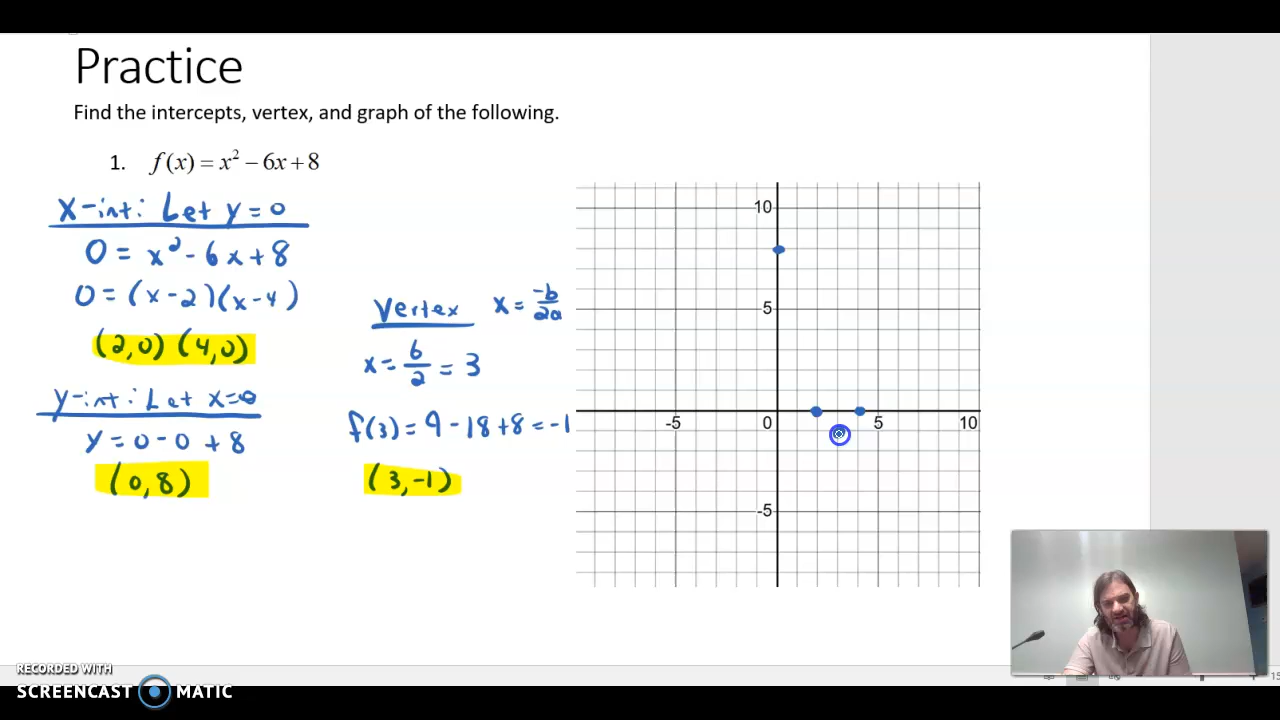 Practice
Find the intercepts, vertex, and graph of the following.
1. f(x) = x² − 6x + 8
x-int: Let y = 0
0 = x² - 6x + 8
0 = (x - 2)(x - 4)
(2,0) (4,0)
y-int: Let x=0
y = 0 - 0 + 8
(0,8)
Vertex x = -b/2a
x = 6/2 = 3
f(3) = 9 - 18 + 8 = -1
(3,-1)
10
5
-5 0 5 10
-5
RECORDED WITH
SCREENCAST MATIC
15